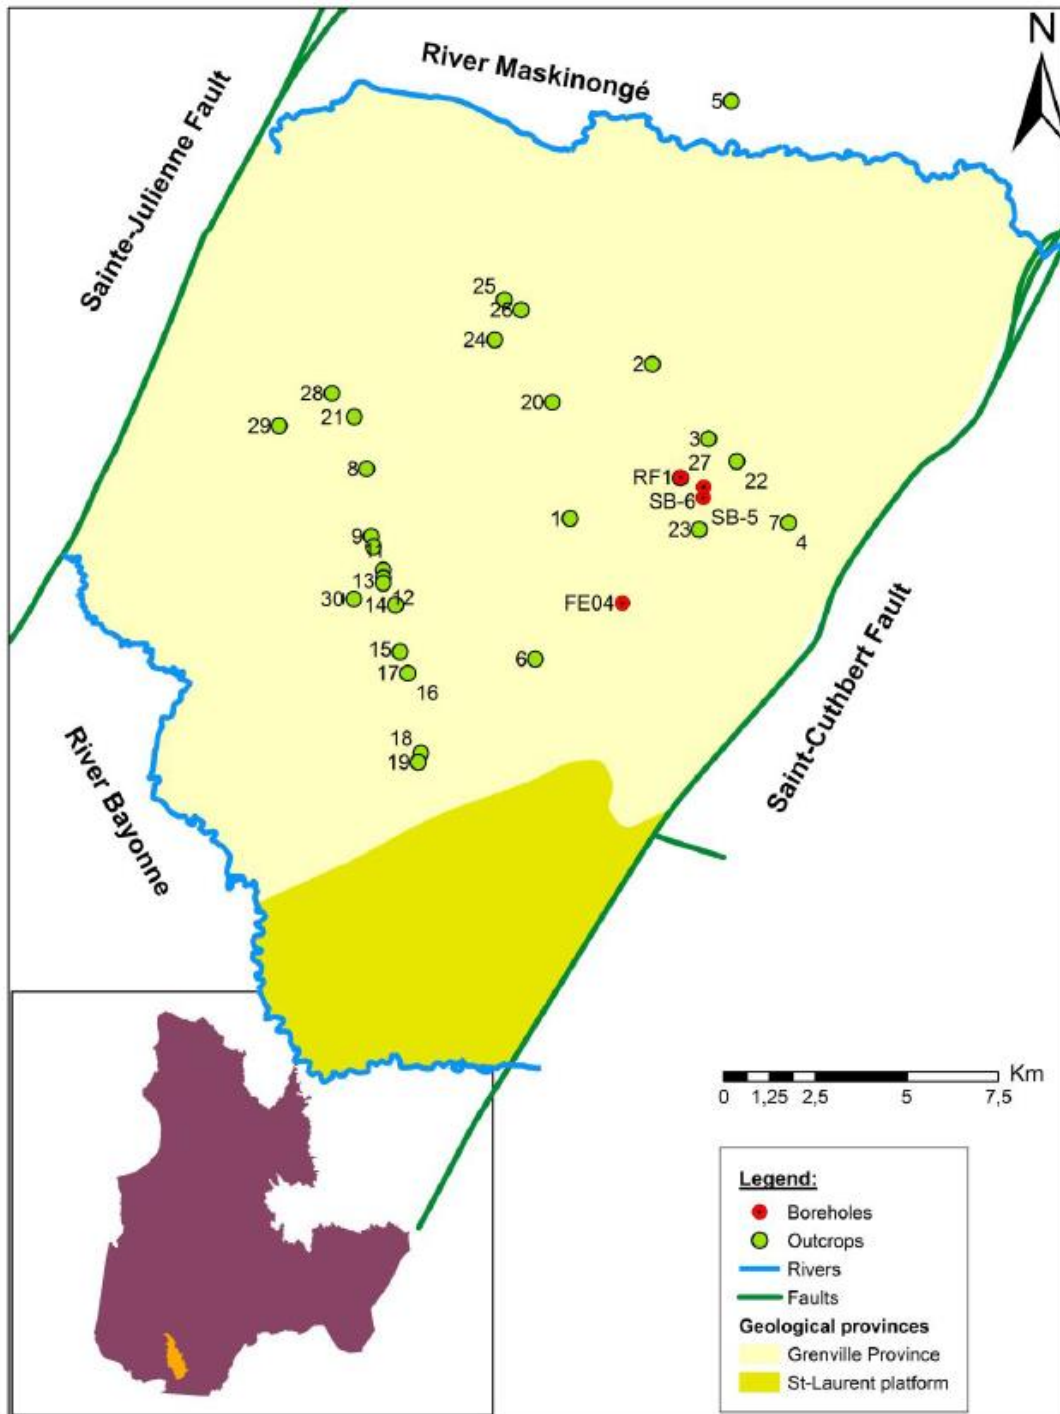 N
River Maskinongé
5
Sainte-Julienne Fault
25
26
24
2
28
20
21
29
3
8
27
RF1
22
SB-6
SB-5
1
7
23
4
9
11
13
12
30
14
FE04
15
6
17
16
18
19
Saint-Cuthbert Fault
River Bayonne
Km
0 1,25 2,5 5 7,5
Legend:
Boreholes
Outcrops
Rivers
Faults
Geological provinces
Grenville Province
St-Laurent platform